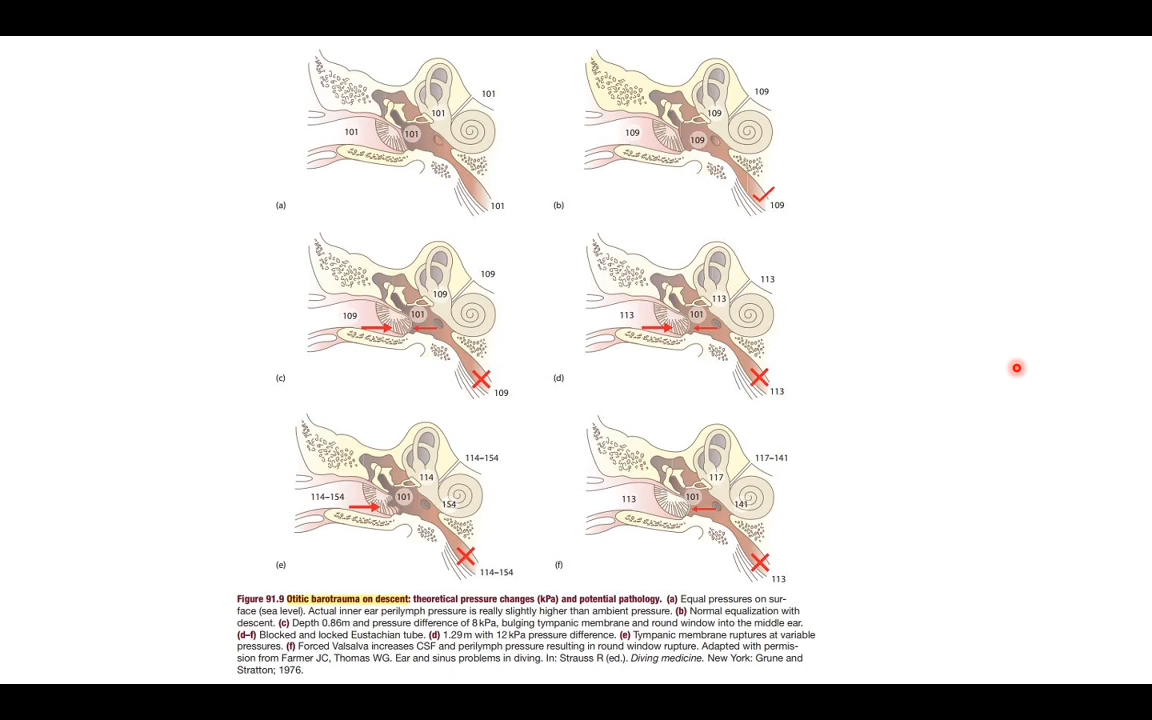 101
101
101
101
101
(a)
109
109
109
109
109
(b)
109
109
109
101
109
(c)
113
113
113
101
113
(d)
114–154
114
114–154
101
154
114–154
(e)
117–141
117
113
101
141
113
(f)
Figure 91.9 Otitic barotrauma on descent: theoretical pressure changes (kPa) and potential pathology. (a) Equal pressures on sur-
face (sea level). Actual inner ear perilymph pressure is really slightly higher than ambient pressure. (b) Normal equalization with
descent. (c) Depth 0.86m and pressure difference of 8kPa, bulging tympanic membrane and round window into the middle ear.
(d–f) Blocked and locked Eustachian tube. (d) 1.29m with 12kPa pressure difference. (e) Tympanic membrane ruptures at variable
pressures. (f) Forced Valsalva increases CSF and perilymph pressure resulting in round window rupture. Adapted with permis-
sion from Farmer JC, Thomas WG. Ear and sinus problems in diving. In: Strauss R (ed.). Diving medicine. New York: Grune and
Stratton; 1976.